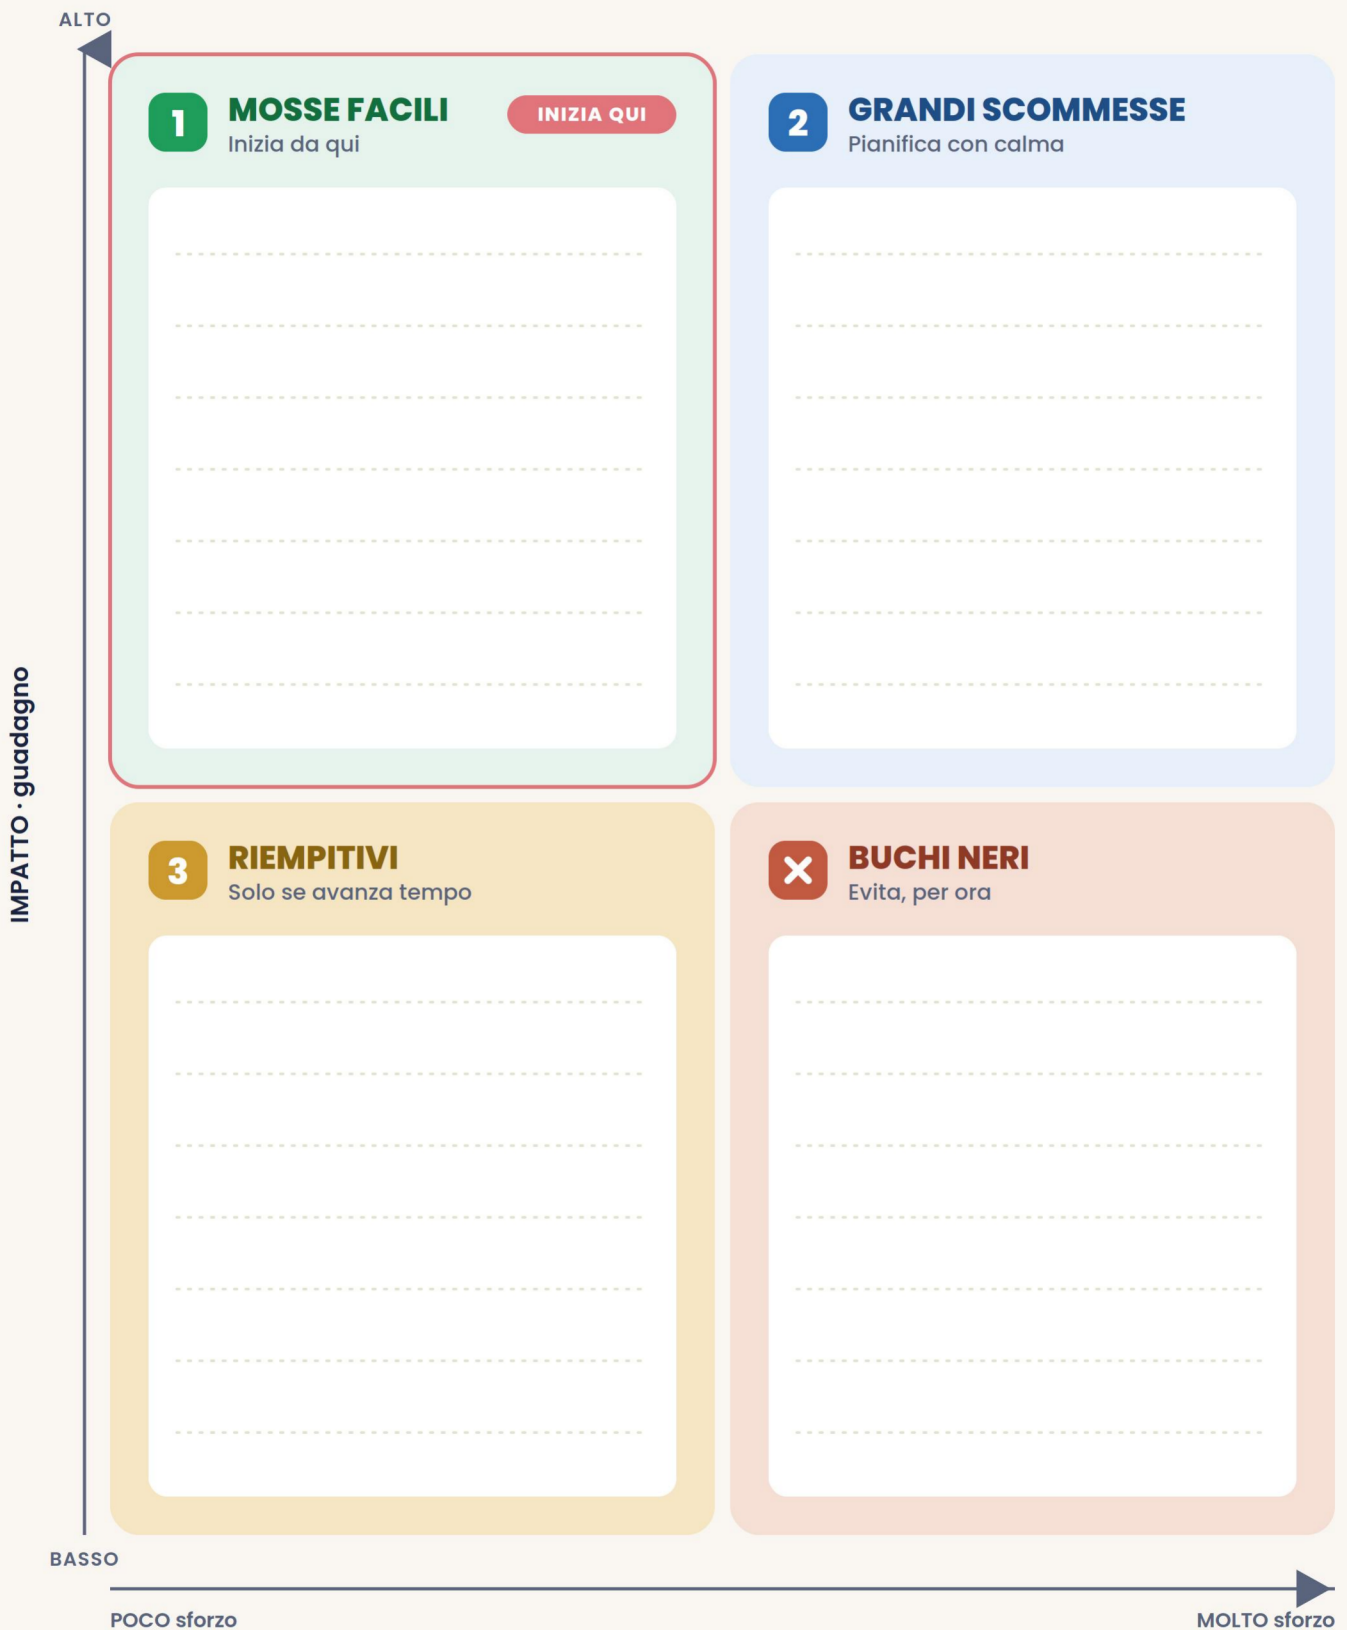 ALTO
1
MOSSE FACILI
Inizia da qui
INIZIA QUI
2
GRANDI SCOMMESSE
Pianifica con calma
IMPATTO · guadagno
3
RIEMPITIVI
Solo se avanza tempo
BUCHI NERI
Evita, per ora
BASSO
POCO sforzo
MOLTO sforzo